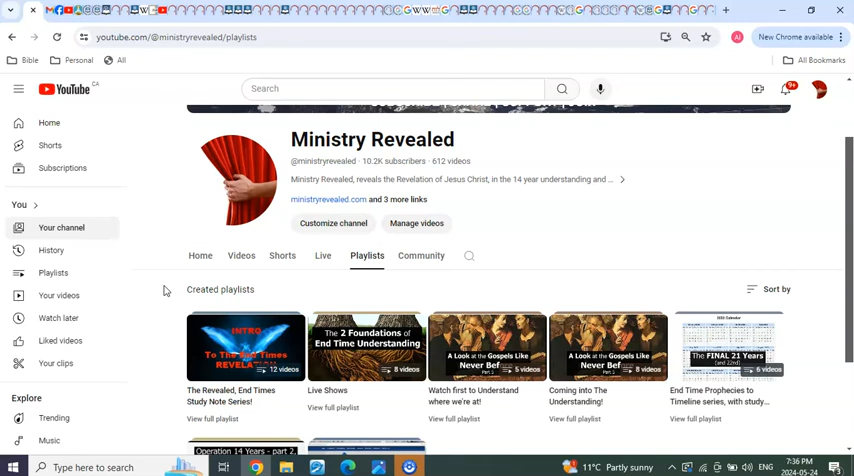 New Chrome available
youtube.com/@ministryrevealed/playlists
AI
Bible
Personal
All
All Bookmarks
YouTube CA
Search
9+
Home
Shorts
Subscriptions
You
Your channel
History
Playlists
Your videos
Watch later
Liked videos
Your clips
Explore
Trending
Music
Ministry Revealed
@ministryrevealed · 10.2K subscribers · 612 videos
Ministry Revealed, reveals the Revelation of Jesus Christ, in the 14 year understanding and ...
ministryrevealed.com and 3 more links
Customize channel
Manage videos
Home
Videos
Shorts
Live
Playlists
Community
Created playlists
Sort by
INTRO
To The End Times
REVELATION
12 videos
The Revealed, End Times
Study Note Series!
View full playlist
The 2 Foundations of
End Time Understanding
8 videos
Live Shows
View full playlist
A Look at the Gospels Like
Never Bef
Part 5
5 videos
Watch first to Understand
where we're at!
View full playlist
A Look at the Gospels Like
Never Bef
8 videos
Coming into The
Understanding!
View full playlist
The FINAL 21 Years
(and 22nd)
6 videos
End Time Prophecies to
Timeline series, with study...
View full playlist
Operation 14 Years - part 2,
Type here to search
11°C Partly sunny
ENG
7:36 PM
2024-05-24